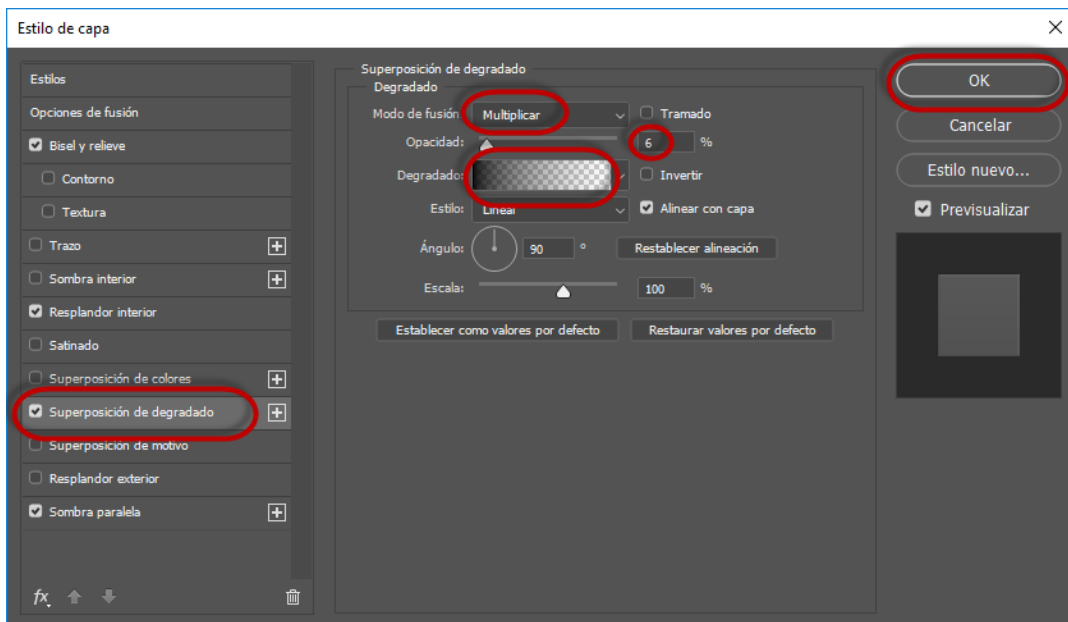 Estilo de capa
Estilos
Opciones de fusión
Bisel y relieve
Contorno
Textura
Trazo
Sombra interior
Resplandor interior
Satinado
Superposición de colores
Superposición de degradado
Superposición de motivo
Resplandor exterior
Sombra paralela
fx
Superposición de degradado
Degradado
Modo de fusión: Multiplicar Tramado
Opacidad: 6 %
Degradado: Invertir
Estilo: Lineal Alinear con capa
Ángulo: 90 ° Restablecer alineación
Escala: 100 %
Establecer como valores por defecto Restaurar valores por defecto
OK
Cancelar
Estilo nuevo...
Previsualizar